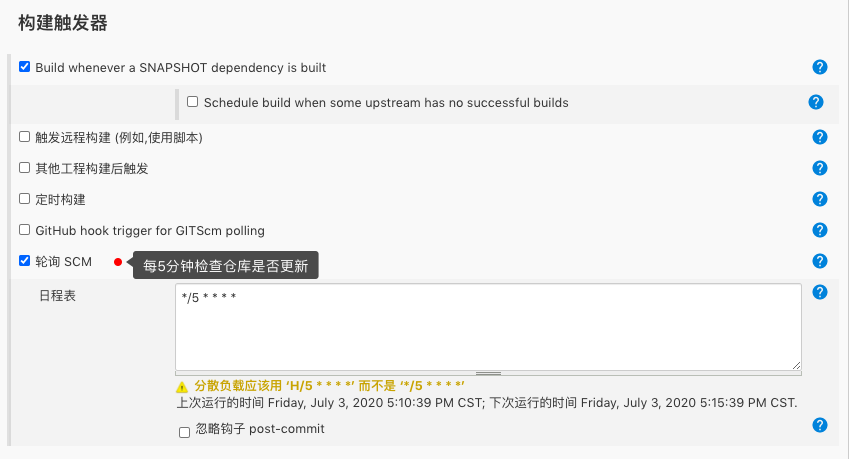 构建触发器
Build whenever a SNAPSHOT dependency is built
Schedule build when some upstream has no successful builds
触发远程构建 (例如,使用脚本)
其他工程构建后触发
定时构建
GitHub hook trigger for GITScm polling
轮询 SCM
每5分钟检查仓库是否更新
日程表
*/5 * * * *
分散负载应该用 ‘H/5 * * * *’ 而不是 ‘*/5 * * * *’
上次运行的时间 Friday, July 3, 2020 5:10:39 PM CST; 下次运行的时间 Friday, July 3, 2020 5:15:39 PM CST.
忽略钩子 post-commit